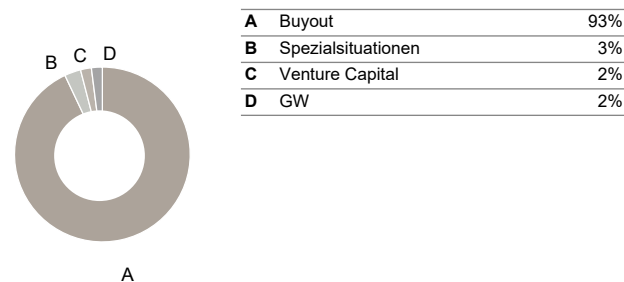 B C D
A
A Buyout 93%
B Spezialsituationen 3%
C Venture Capital 2%
D GW 2%